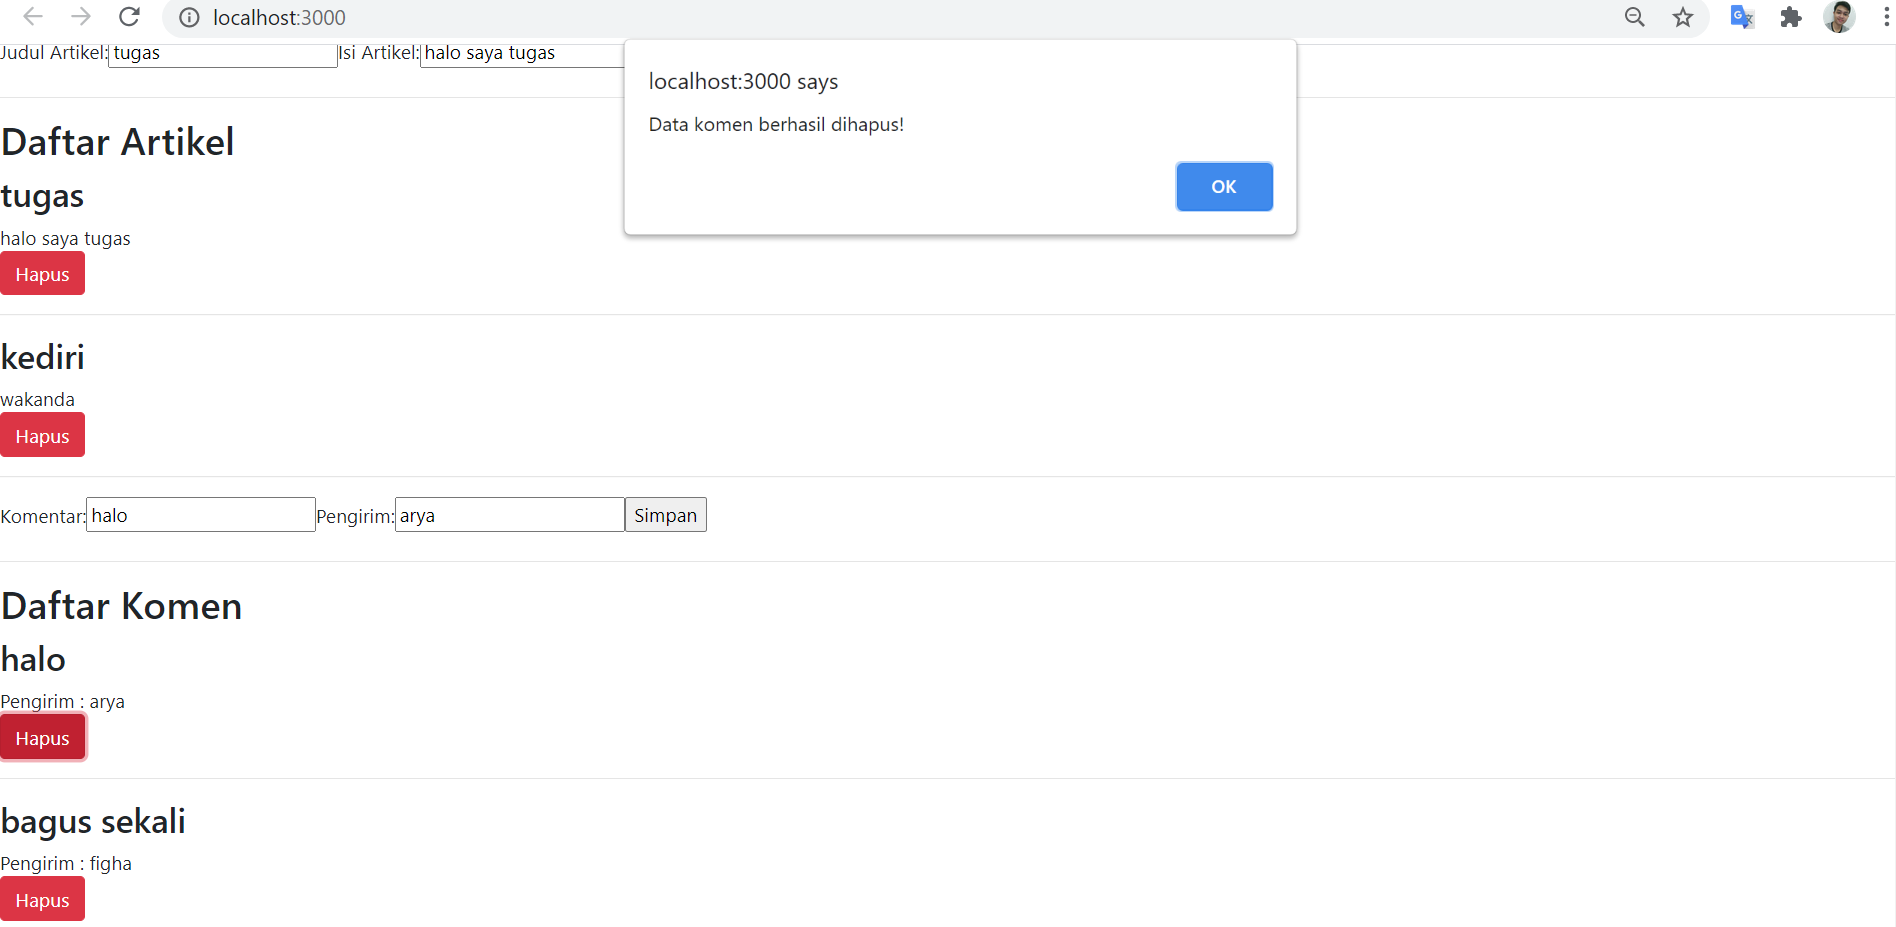 localhost:3000
Judul Artikel: tugas Isi Artikel: halo saya tugas
localhost:3000 says
Data komen berhasil dihapus!
OK
Daftar Artikel
tugas
halo saya tugas
Hapus
kediri
wakanda
Hapus
Komentar: halo Pengirim: arya Simpan
Daftar Komen
halo
Pengirim : arya
Hapus
bagus sekali
Pengirim : figha
Hapus